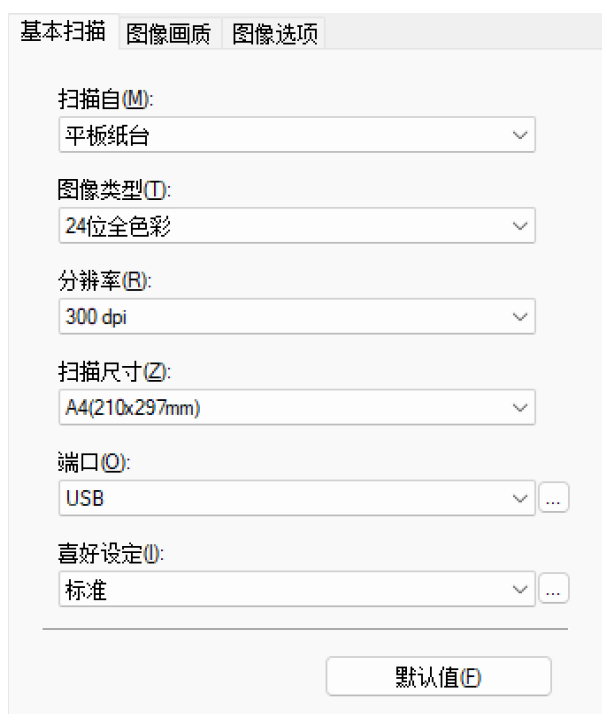 基本扫描 图像画质 图像选项
扫描自(M):
平板纸台
图像类型(T):
24位全色彩
分辨率(R):
300 dpi
扫描尺寸(Z):
A4(210x297mm)
端口(O):
USB ...
喜好设定(I):
标准 ...
默认值(F)